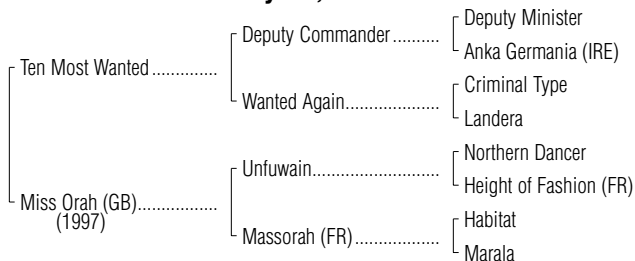 Deputy Minister
Deputy Commander..........
Anka Germania (IRE)
Ten Most Wanted..............
Criminal Type
Wanted Again....................
Landera
Northern Dancer
Unfuwain...........................
Height of Fashion (FR)
Miss Orah (GB).................
(1997)
Habitat
Massorah (FR)..................
Marala